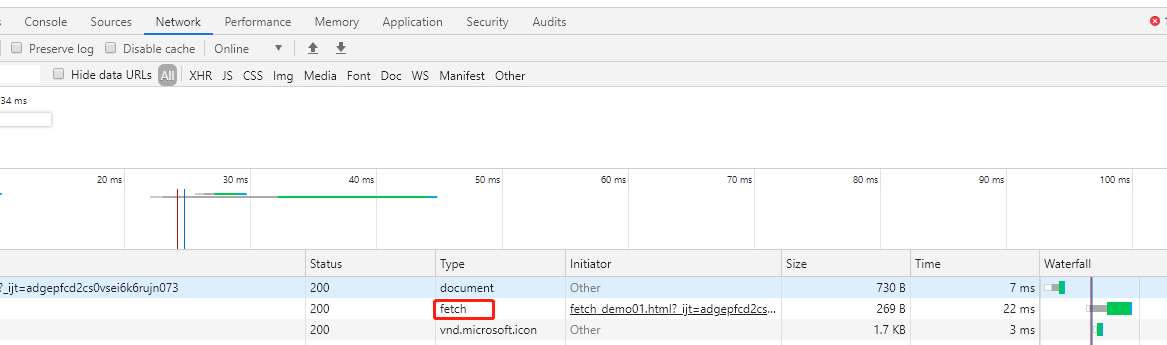 Console Sources Network Performance Memory Application Security Audits
Preserve log Disable cache Online
Hide data URLs All XHR JS CSS Img Media Font Doc WS Manifest Other
34 ms
20 ms 30 ms 40 ms 50 ms 60 ms 70 ms 80 ms 90 ms 100 ms
Status Type Initiator Size Time Waterfall
?_ijt=adgepfcd2cs0vsei6k6rujn073 200 document Other 730 B 7 ms
200 fetch fetch_demo01.html?_ijt=adgepfcd2cs... 269 B 22 ms
200 vnd.microsoft.icon Other 1.7 KB 3 ms